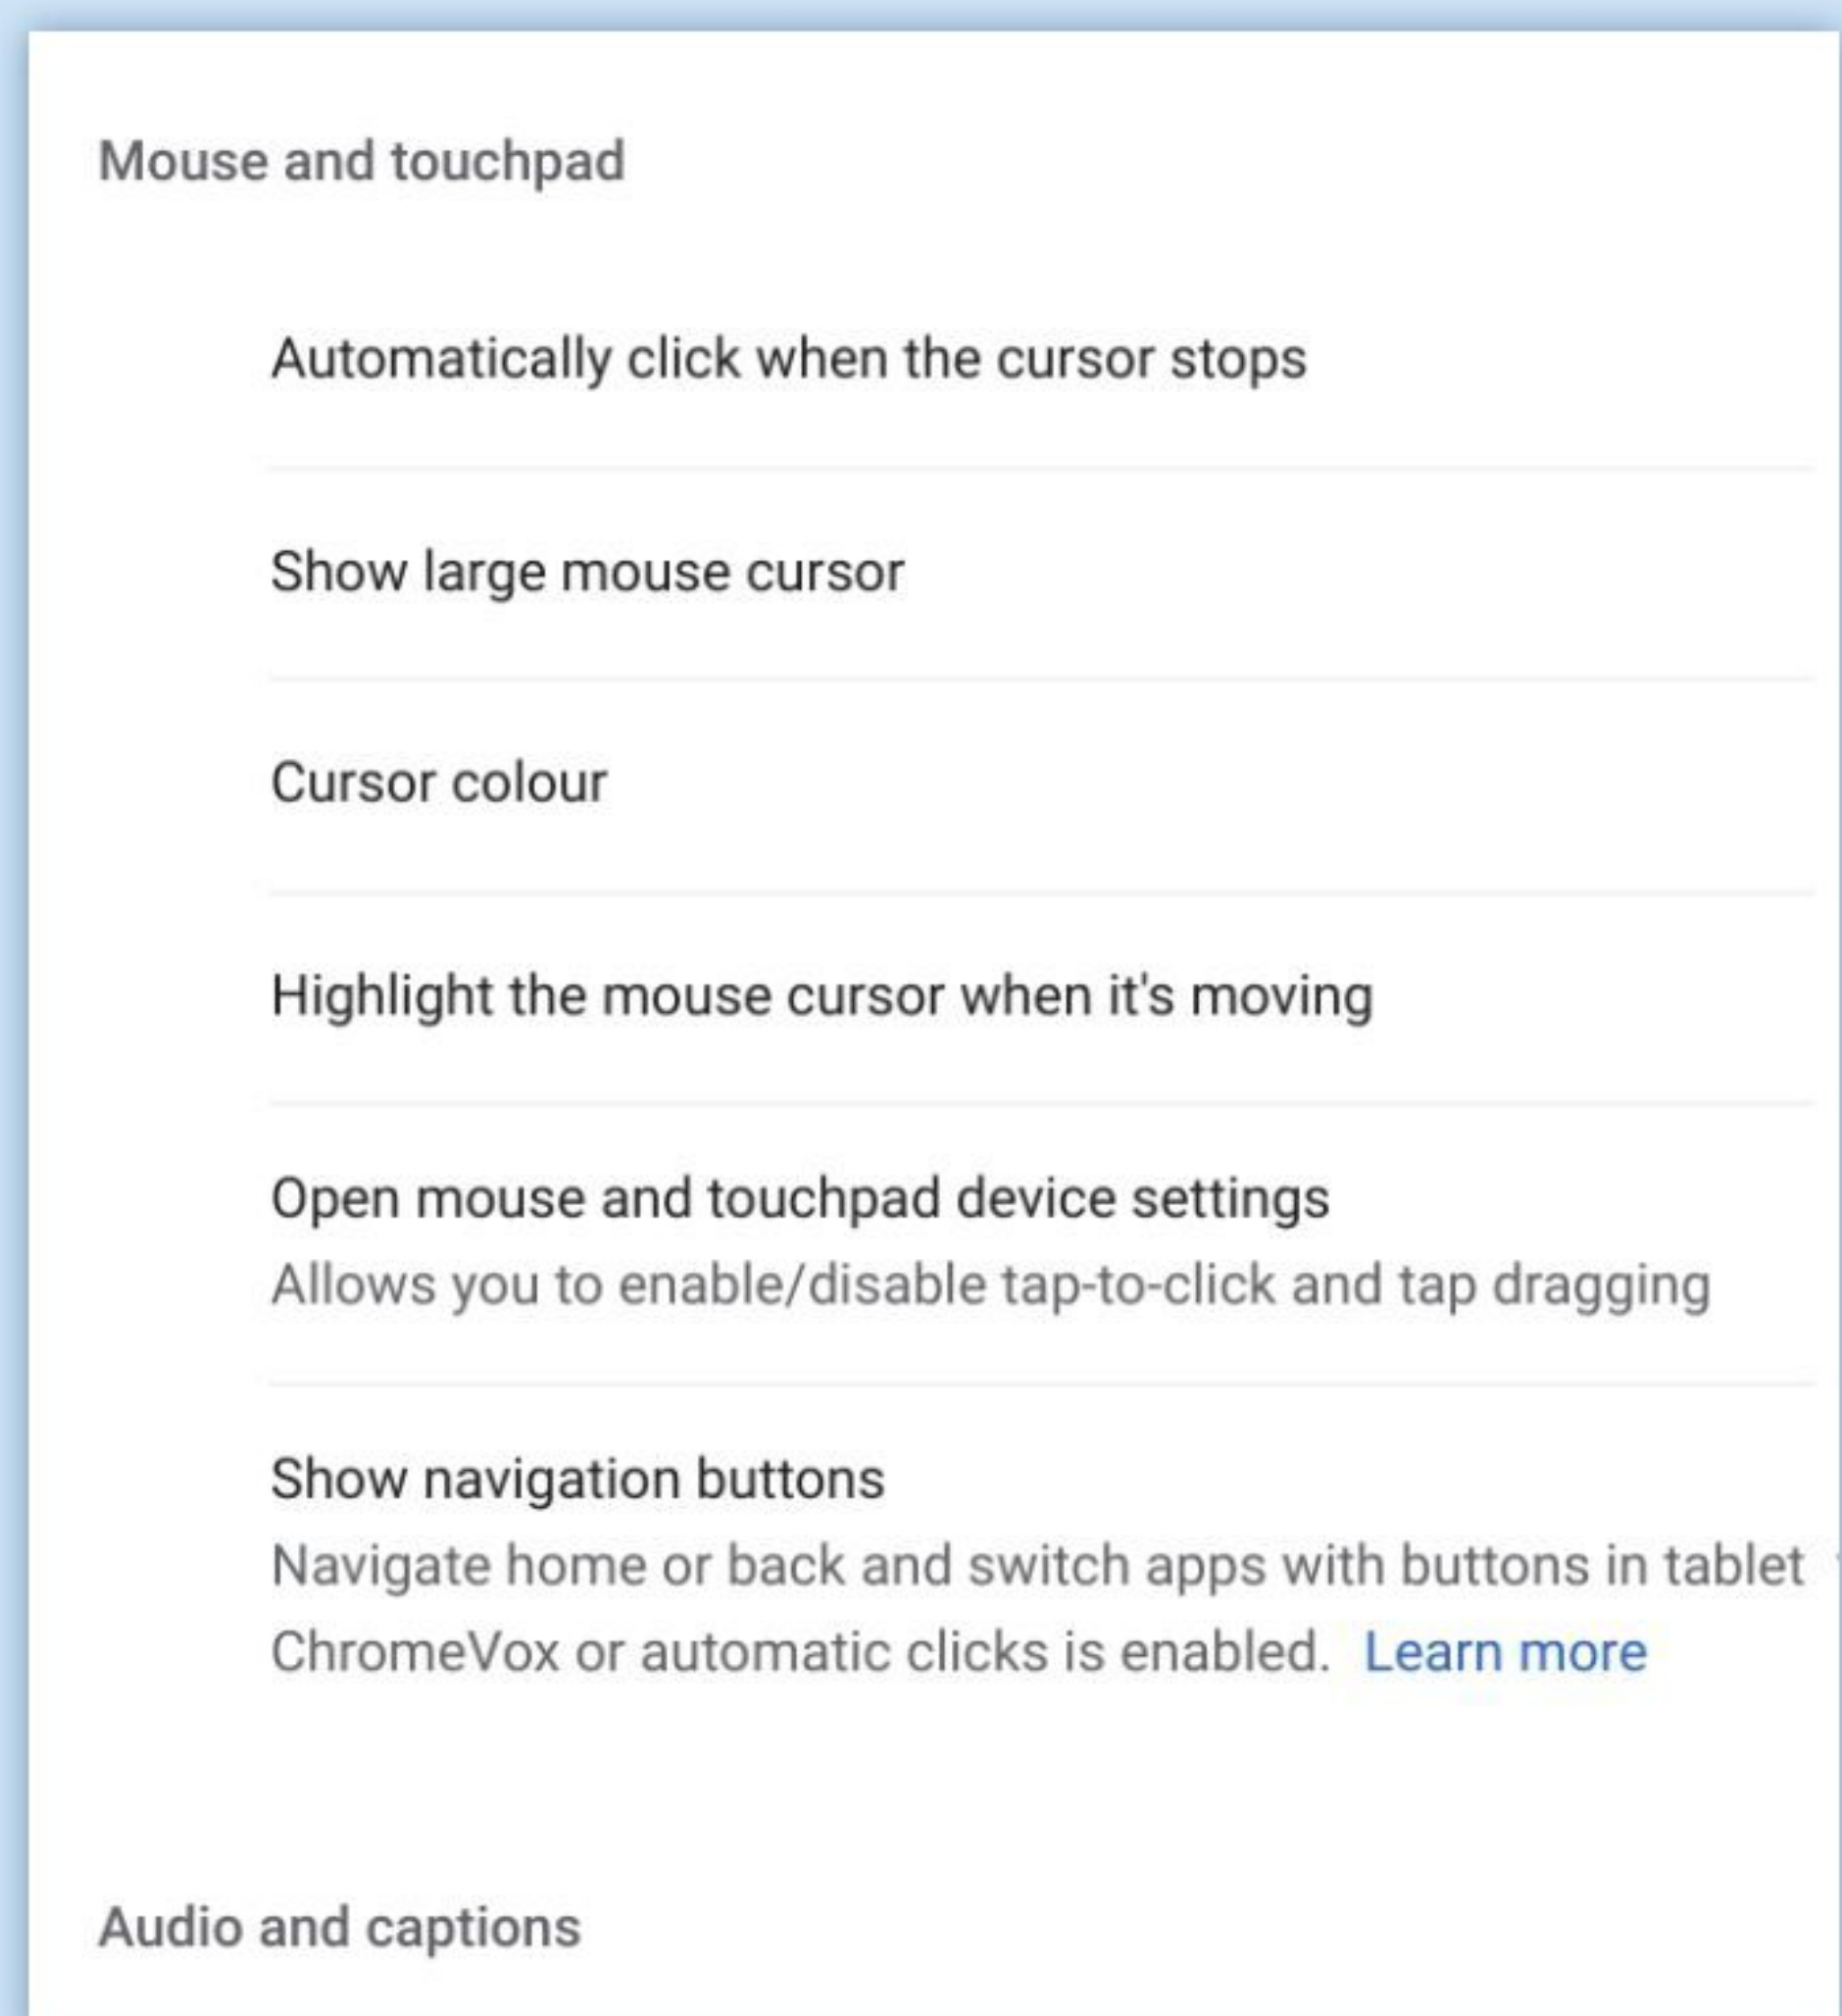 Mouse and touchpad
Automatically click when the cursor stops
Show large mouse cursor
Cursor colour
Highlight the mouse cursor when it's moving
Open mouse and touchpad device settings
Allows you to enable/disable tap-to-click and tap dragging
Show navigation buttons
Navigate home or back and switch apps with buttons in tablet
ChromeVox or automatic clicks is enabled. Learn more
Audio and captions